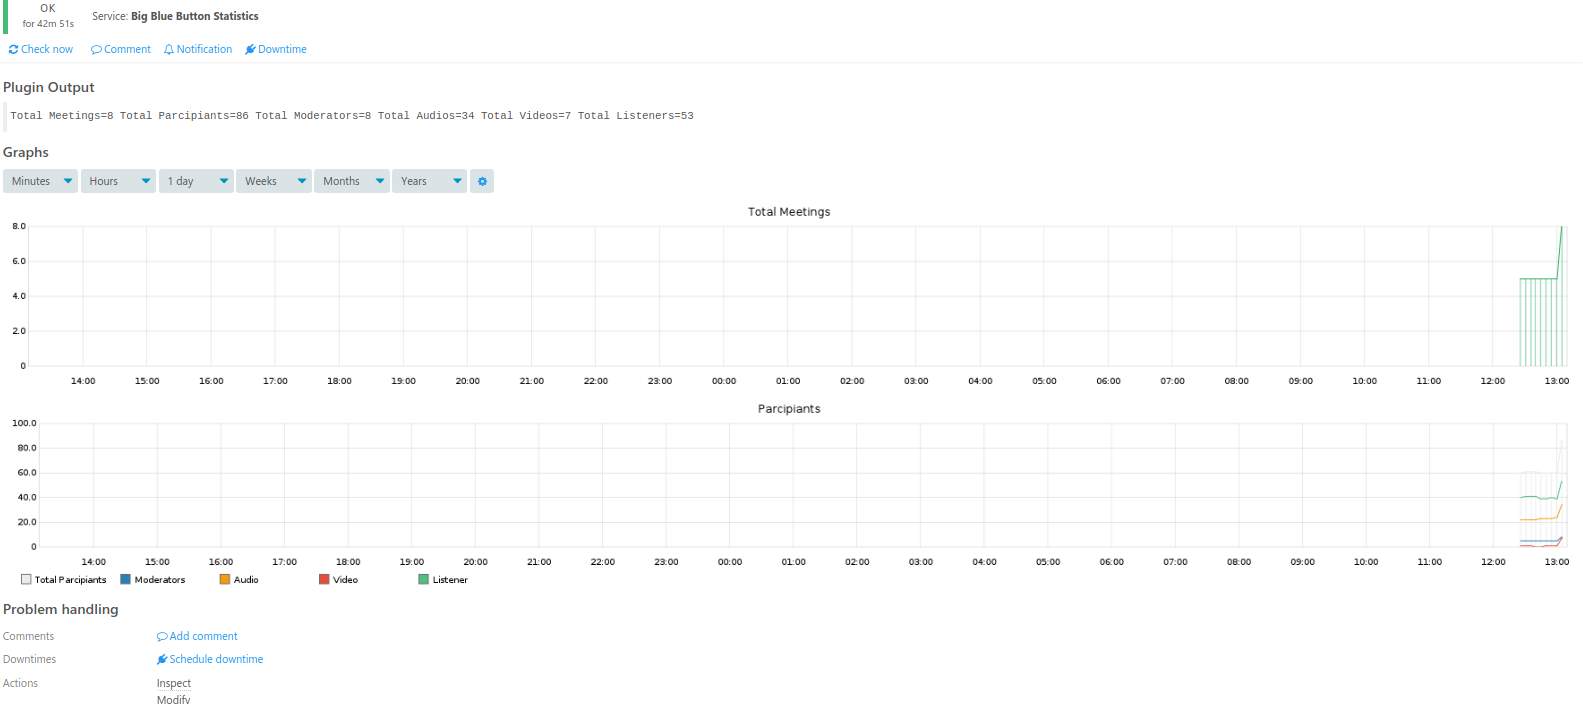 OK
for 42m 51s
Service: Big Blue Button Statistics
Check now Comment Notification Downtime
Plugin Output
Total Meetings=8 Total Parcipiants=86 Total Moderators=8 Total Audios=34 Total Videos=7 Total Listeners=53
Graphs
Minutes Hours 1 day Weeks Months Years
Total Meetings
8.0
6.0
4.0
2.0
0
14:00 15:00 16:00 17:00 18:00 19:00 20:00 21:00 22:00 23:00 00:00 01:00 02:00 03:00 04:00 05:00 06:00 07:00 08:00 09:00 10:00 11:00 12:00 13:00
Parcipiants
100.0
80.0
60.0
40.0
20.0
0
14:00 15:00 16:00 17:00 18:00 19:00 20:00 21:00 22:00 23:00 00:00 01:00 02:00 03:00 04:00 05:00 06:00 07:00 08:00 09:00 10:00 11:00 12:00 13:00
Total Parcipiants Moderators Audio Video Listener
Problem handling
Comments Add comment
Downtimes Schedule downtime
Actions Inspect
Modify